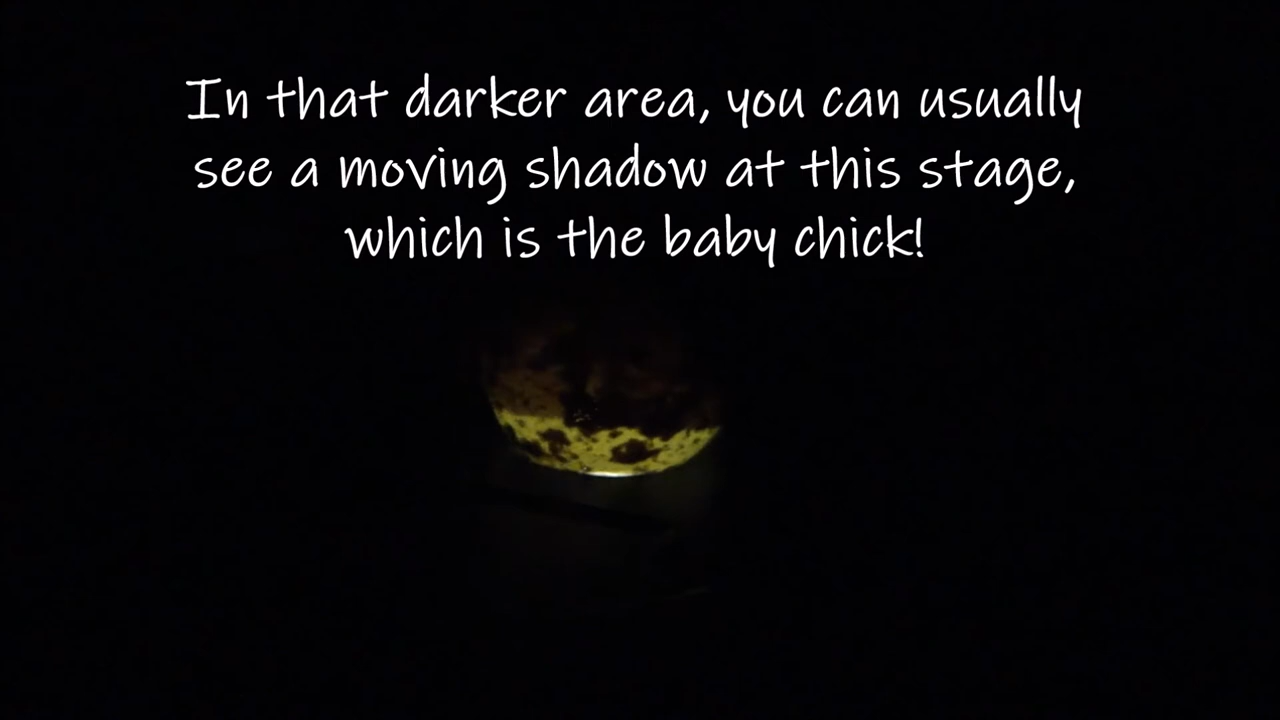 In that darker area, you can usually
see a moving shadow at this stage,
which is the baby chick!